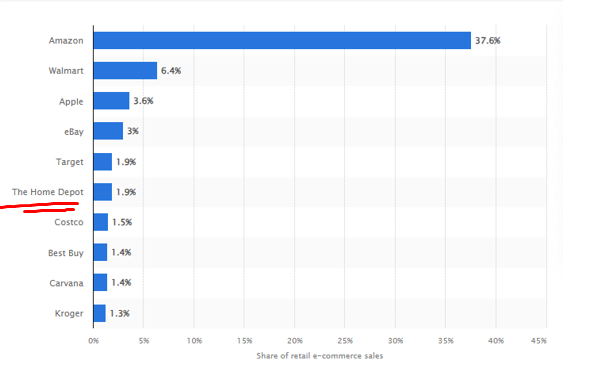 Amazon 37.6%
Walmart 6.4%
Apple 3.6%
eBay 3%
Target 1.9%
The Home Depot 1.9%
Costco 1.5%
Best Buy 1.4%
Carvana 1.4%
Kroger 1.3%
0% 5% 10% 15% 20% 25% 30% 35% 40% 45%
Share of retail e-commerce sales